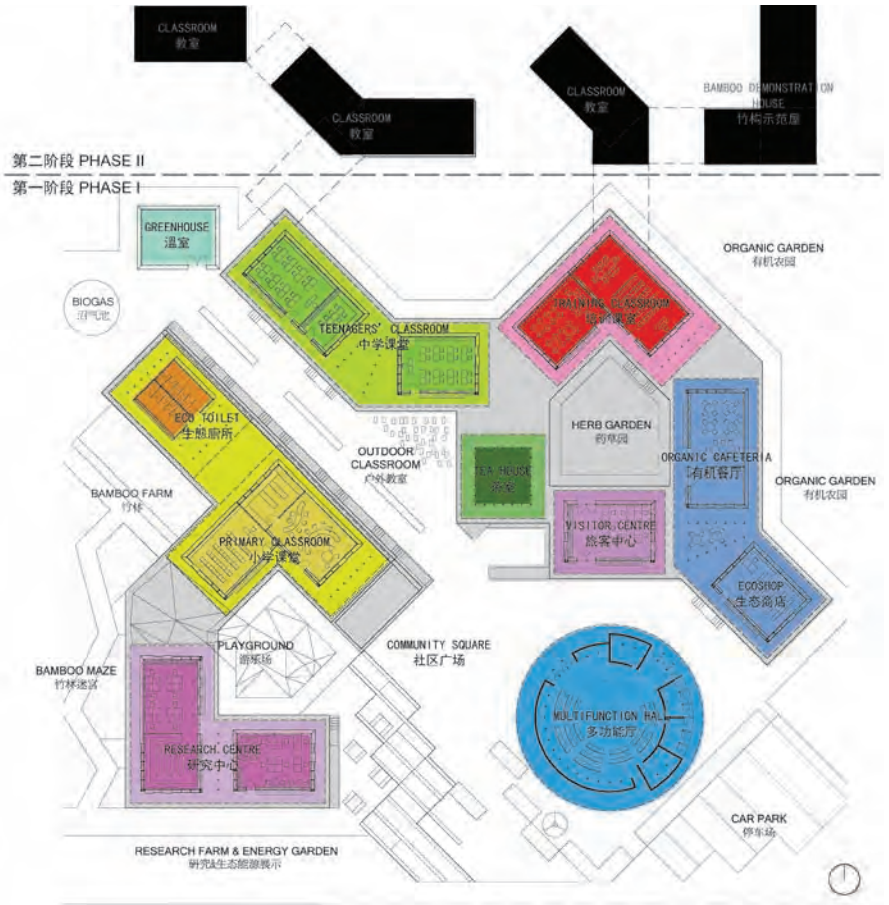 CLASSROOM
教室
CLASSROOM
教室
CLASSROOM
教室
BAMBOO DEMONSTRATION
HOUSE
竹构示范屋
第二阶段 PHASE II
第一阶段 PHASE I
GREENHOUSE
温室
ORGANIC GARDEN
有机农园
BIOGAS
沼气池
TRAINING CLASSROOM
培训课室
TEENAGERS' CLASSROOM
中学课堂
ECO TOILET
生態廁所
HERB GARDEN
药草园
OUTDOOR
CLASSROOM
户外教室
TEA HOUSE
ORGANIC CAFETERIA
有机餐厅
ORGANIC GARDEN
有机农园
BAMBOO FARM
竹林
VISITOR CENTRE
旅客中心
PRIMARY CLASSROOM
小学课堂
ECOSHOP
生态商店
PLAYGROUND
游乐场
COMMUNITY SQUARE
社区广场
BAMBOO MAZE
竹林迷宫
MULTIFUNCTION HALL
多功能厅
RESEARCH CENTRE
研究中心
CAR PARK
停车场
RESEARCH FARM & ENERGY GARDEN
研究&生态能源展示